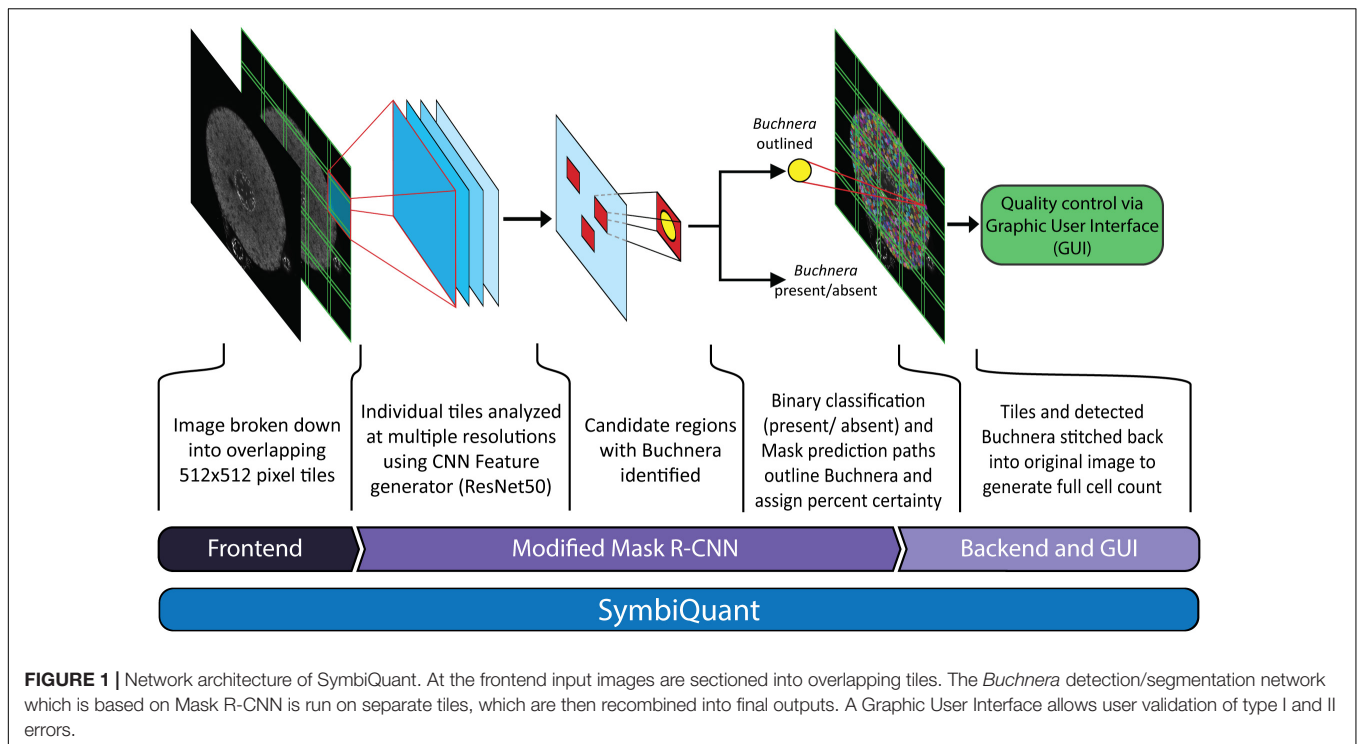 Buchnera
outlined
Buchnera
present/absent
Quality control via
Graphic User Interface
(GUI)
Image broken down
into overlapping
512x512 pixel tiles
Individual tiles analyzed
at multiple resolutions
using CNN Feature
generator (ResNet50)
Candidate regions
with Buchnera
identified
Binary classification
(present/ absent) and
Mask prediction paths
outline Buchnera and
assign percent certainty
Tiles and detected
Buchnera stitched back
into original image to
generate full cell count
Frontend
Modified Mask R-CNN
Backend and GUI
SymbiQuant
FIGURE 1 | Network architecture of SymbiQuant. At the frontend input images are sectioned into overlapping tiles. The Buchnera detection/segmentation network
which is based on Mask R-CNN is run on separate tiles, which are then recombined into final outputs. A Graphic User Interface allows user validation of type I and II
errors.